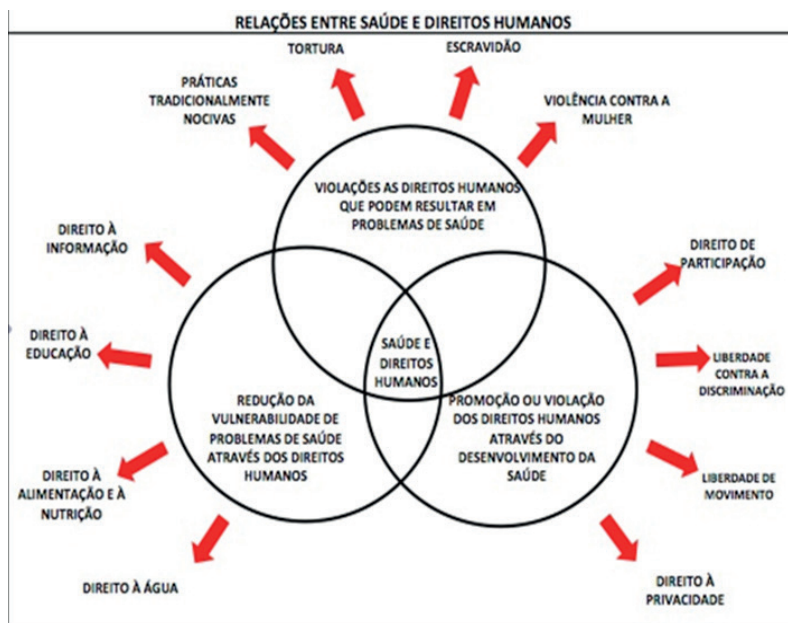 RELAÇÕES ENTRE SAÚDE E DIREITOS HUMANOS
TORTURA
ESCRAVIDÃO
PRÁTICAS
TRADICIONALMENTE
NOCIVAS
VIOLÊNCIA CONTRA A
MULHER
VIOLAÇÕES AS DIREITOS HUMANOS
QUE PODEM RESULTAR EM
PROBLEMAS DE SAÚDE
DIREITO À
INFORMAÇÃO
DIREITO DE
PARTICIPAÇÃO
DIREITO À
EDUCAÇÃO
SAÚDE E
DIREITOS
HUMANOS
LIBERDADE
CONTRA A
DISCRIMINAÇÃO
REDUÇÃO DA
VULNERABILIDADE DE
PROBLEMAS DE SAÚDE
ATRAVÉS DOS DIREITOS
HUMANOS
PROMOÇÃO OU VIOLAÇÃO
DOS DIREITOS HUMANOS
ATRAVÉS DO
DESENVOLVIMENTO DA
SAÚDE
DIREITO À
ALIMENTAÇÃO E À
NUTRIÇÃO
LIBERDADE DE
MOVIMENTO
DIREITO À ÁGUA
DIREITO À
PRIVACIDADE